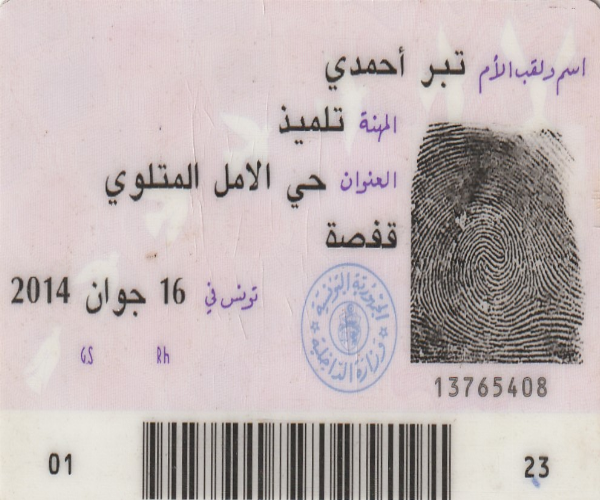 اسم ولقب الأم تبر أحمدي
المهنة تلميذ
العنوان حي الامل المتلوي
قفصة
تونس في 16 جوان 2014
الجمهورية التونسية
وزارة الداخلية
GS Rh
13765408
01 23